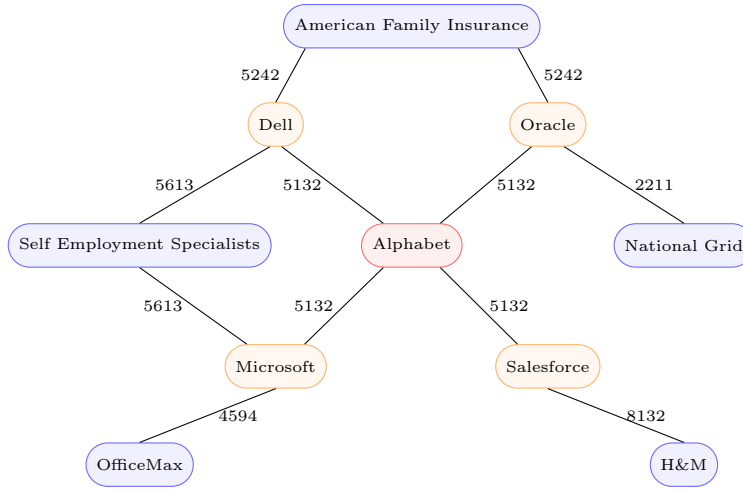 American Family Insurance
5242
5242
Dell
Oracle
5613
5132
5132
2211
Self Employment Specialists
Alphabet
National Grid
5613
5132
5132
Microsoft
Salesforce
4594
8132
OfficeMax
H&M